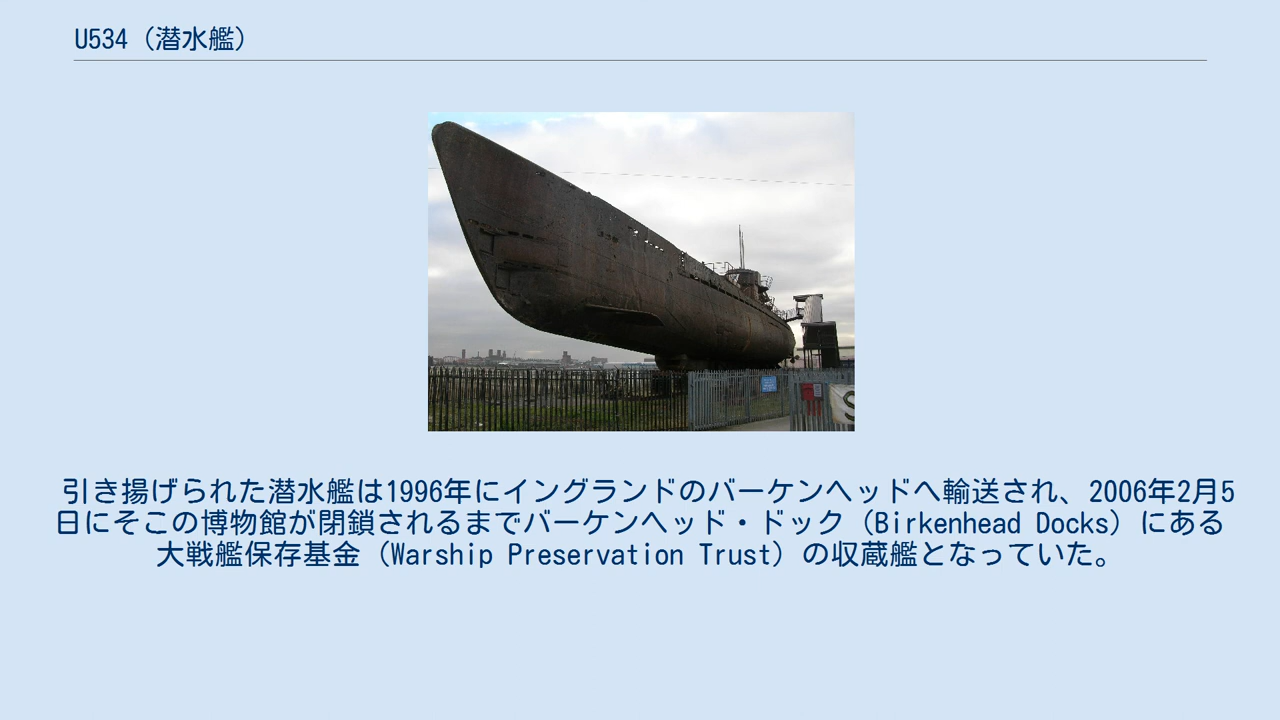 U534（潜水艦）
引き揚げられた潜水艦は1996年にイングランドのバーケンヘッドへ輸送され、2006年2月5
日にそこの博物館が閉鎖されるまでバーケンヘッド・ドック（Birkenhead Docks）にある
大戦艦保存基金（Warship Preservation Trust）の収蔵艦となっていた。